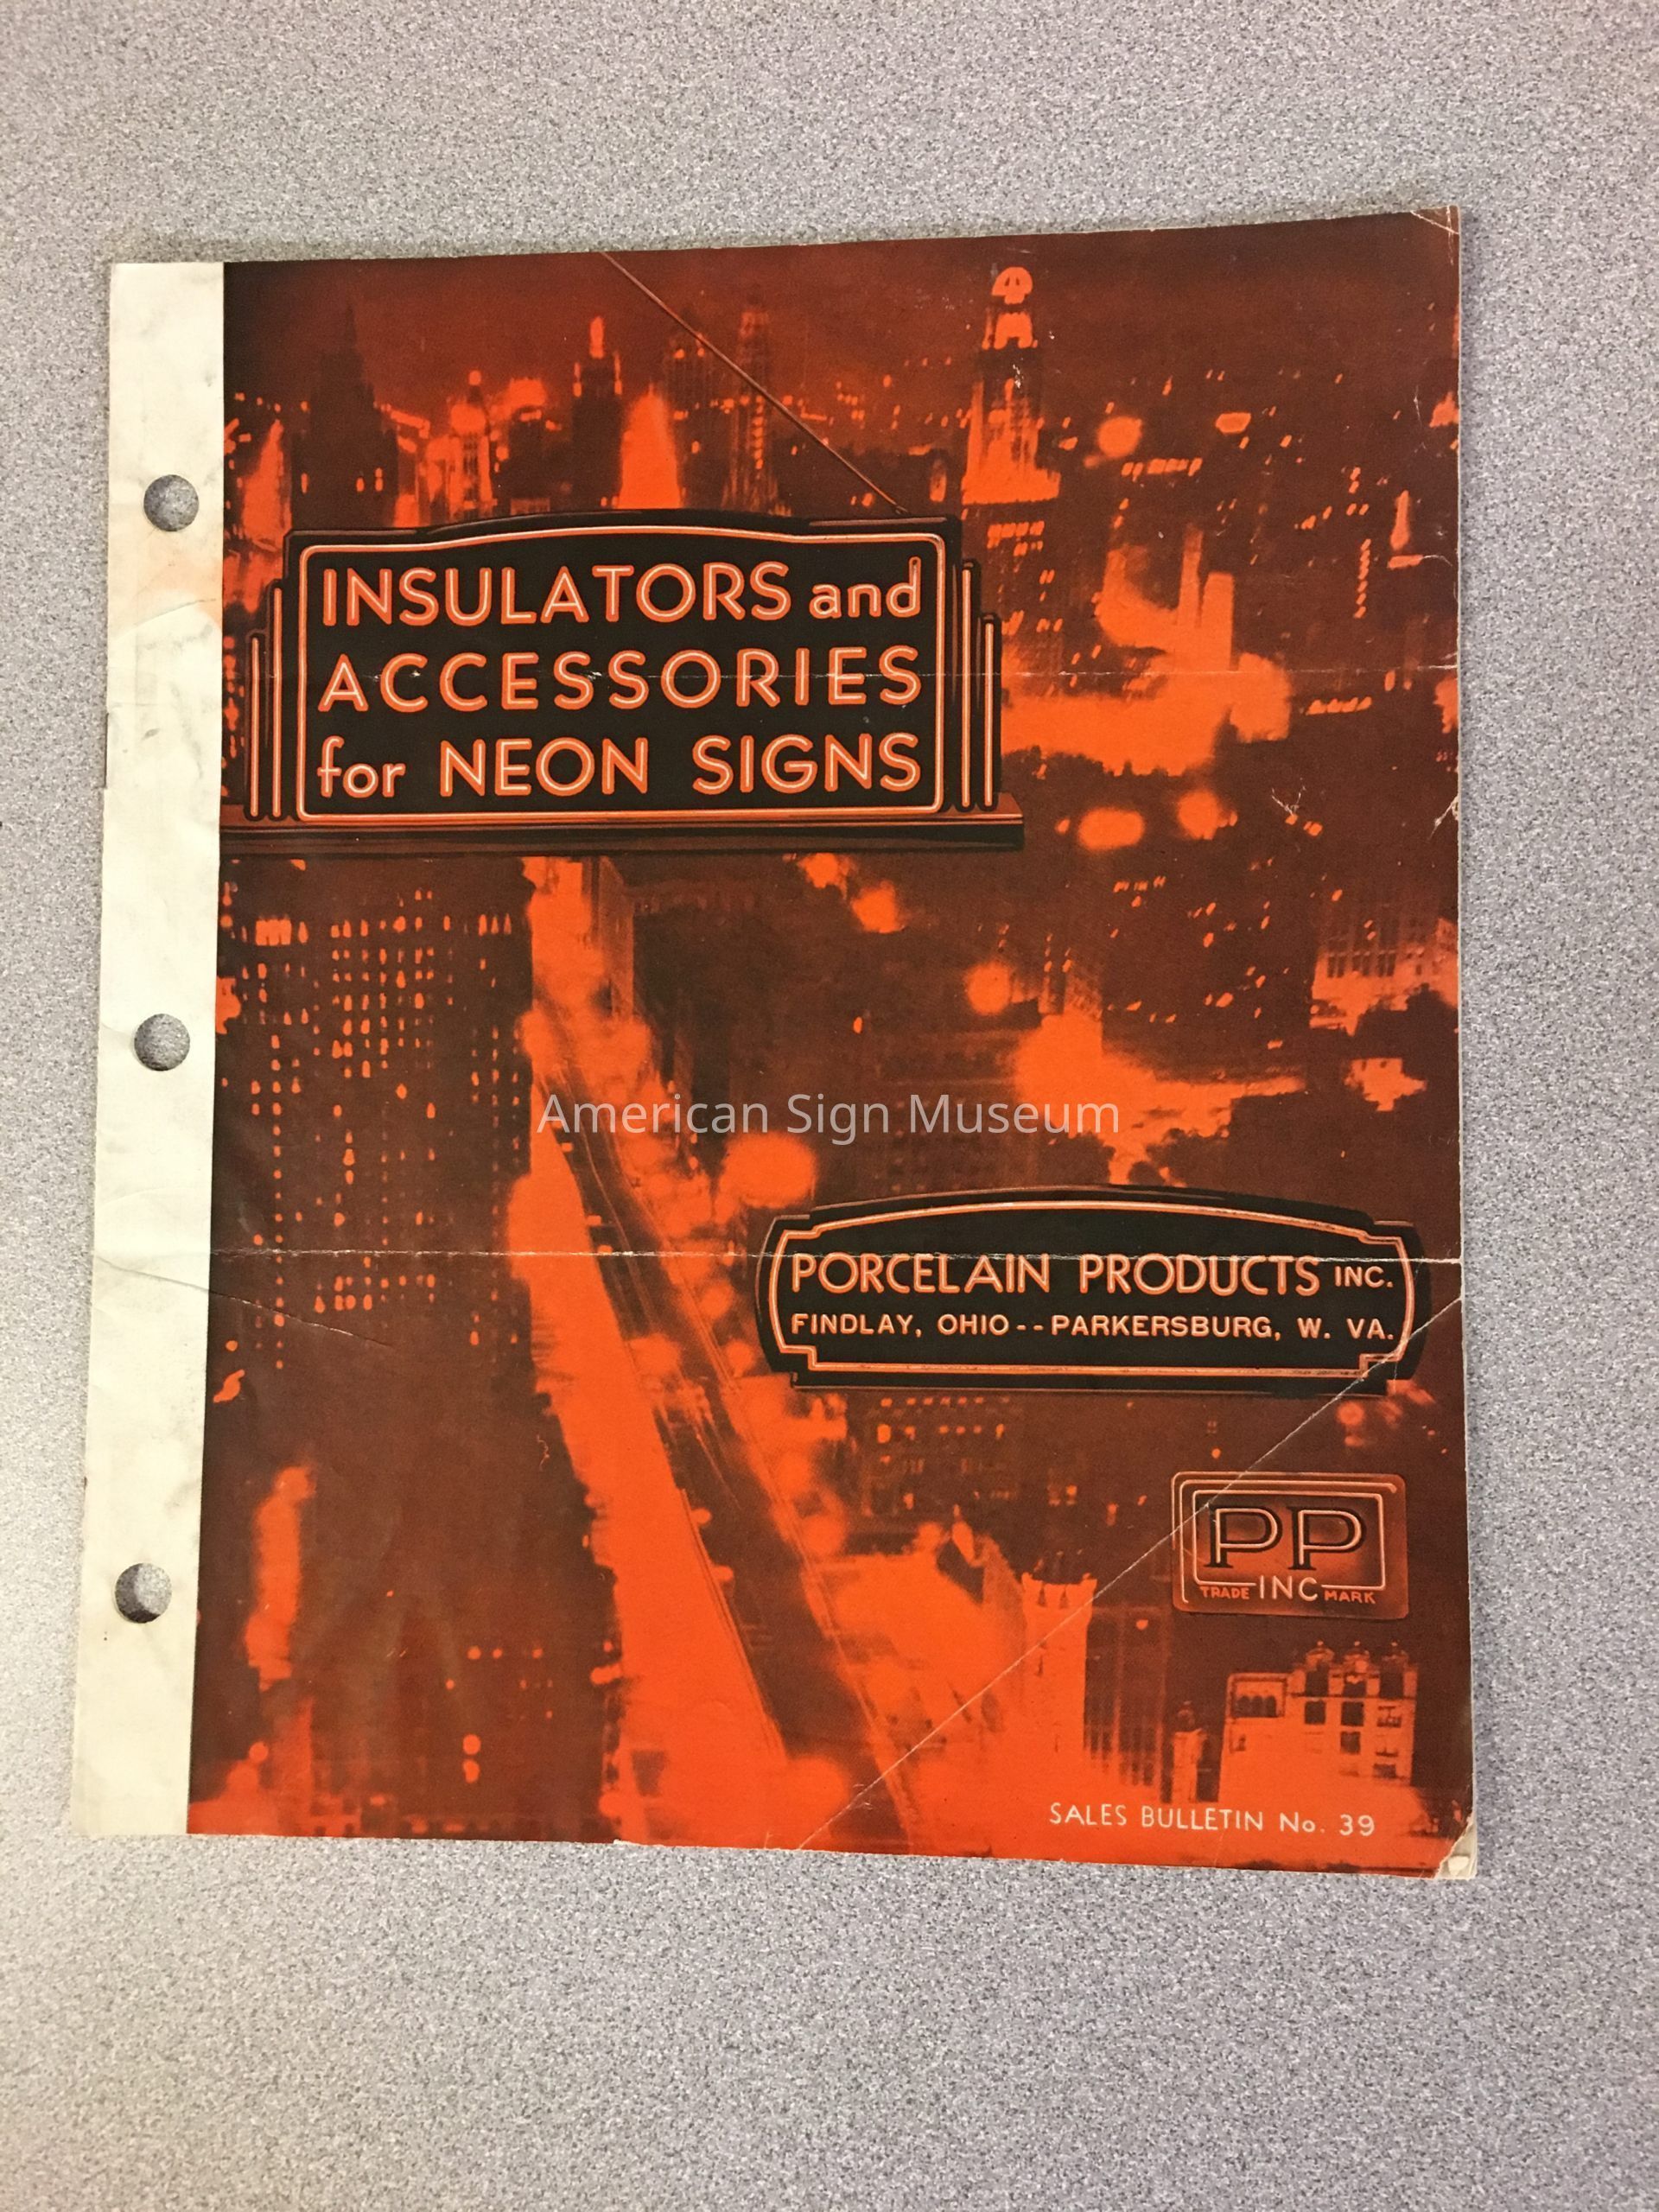 INSULATORS and
ACCESSORIES
for NEON SIGNS
American Sign Museum
PORCELAIN PRODUCTS INC.
FINDLAY, OHIO -- PARKERSBURG, W. VA.
PP
TRADE INC MARK
SALES BULLETIN No. 39